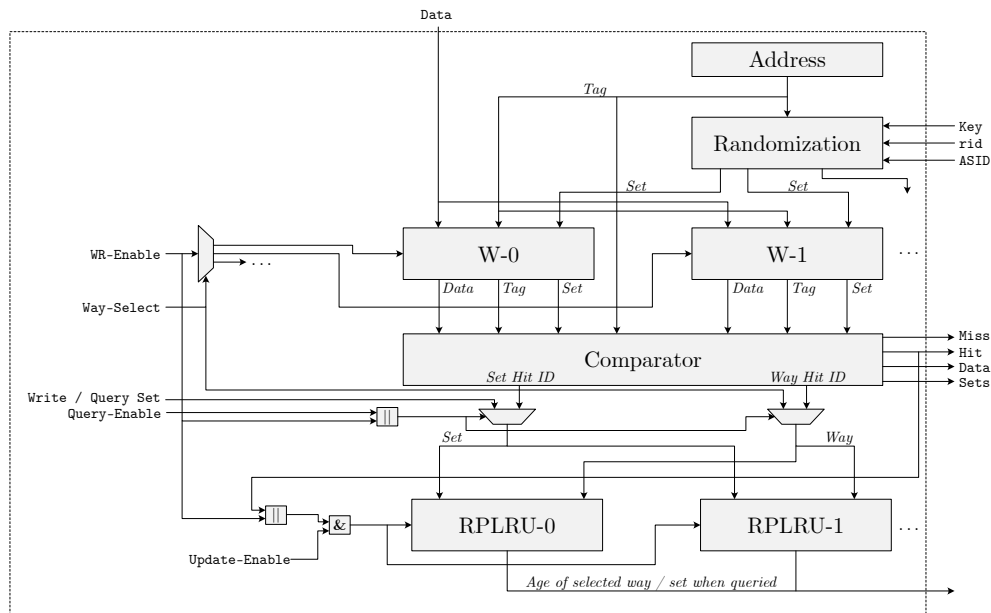 Data
Address
Tag
Randomization
Key
rid
ASID
Set
Set
WR-Enable
W-0
W-1
...
...
Way-Select
Data
Tag
Set
Data
Tag
Set
Comparator
Miss
Hit
Data
Sets
Set Hit ID
Way Hit ID
Write / Query Set
Query-Enable
||
Set
Way
||
&
RPLRU-0
RPLRU-1
...
Update-Enable
Age of selected way / set when queried